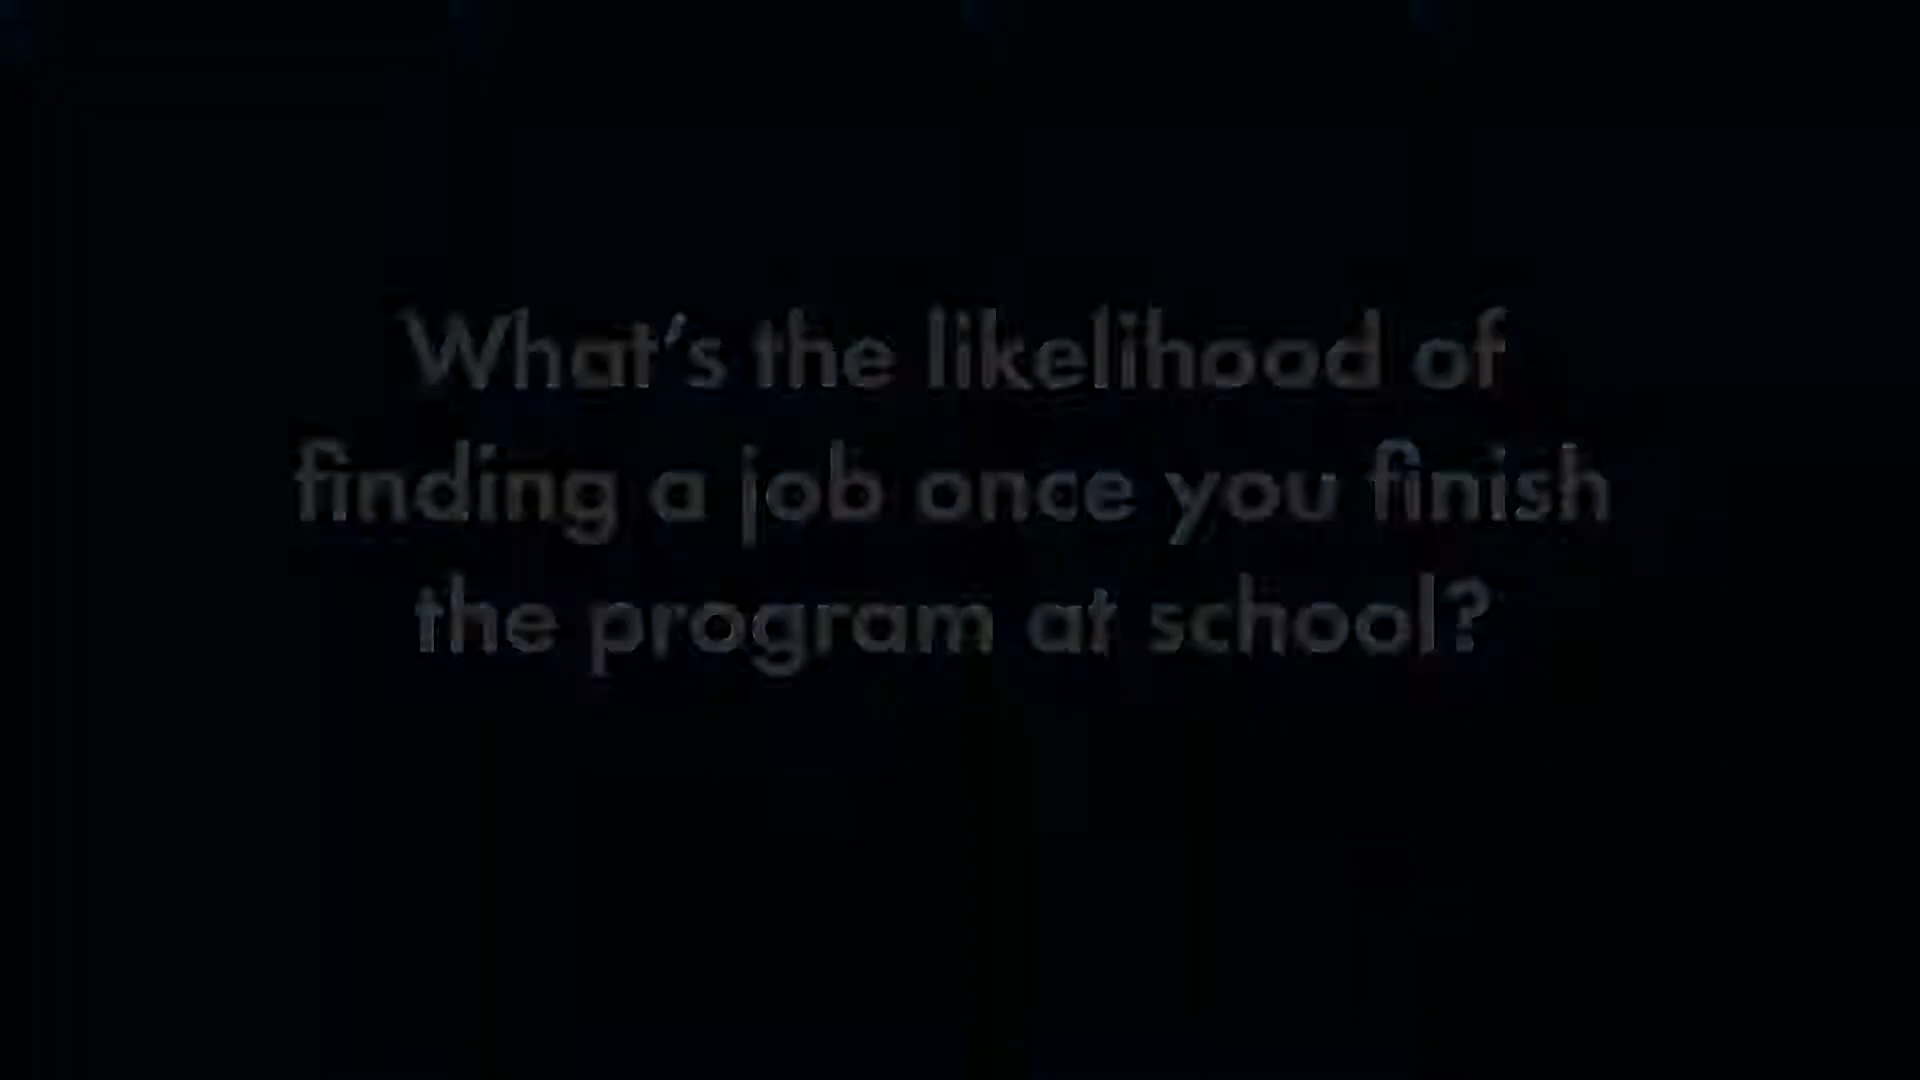 What's the likelihood of
finding a job once you finish
the program at school?